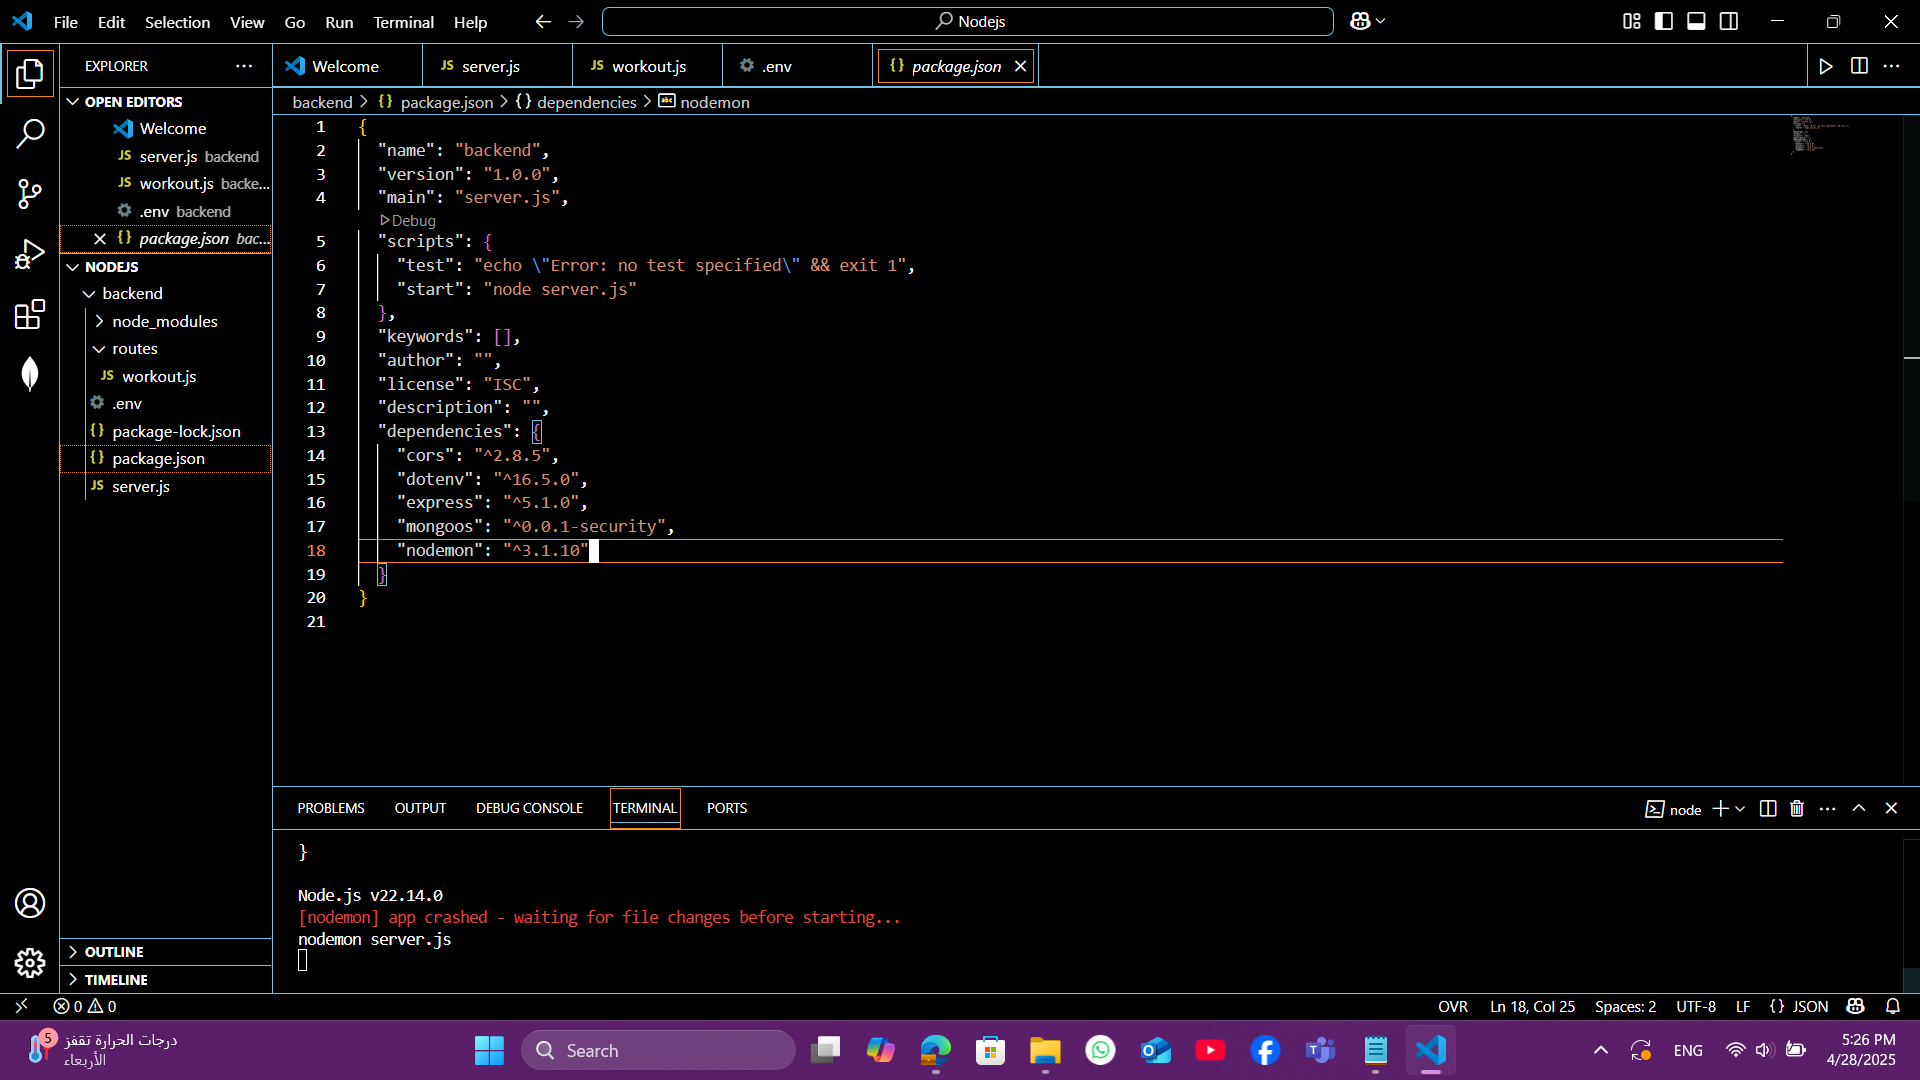 File Edit Selection View Go Run Terminal Help
Nodejs
EXPLORER
Welcome
server.js
workout.js
.env
package.json
OPEN EDITORS
Welcome
server.js backend
workout.js backe...
.env backend
package.json bac...
NODEJS
backend
node_modules
routes
workout.js
.env
package-lock.json
package.json
server.js
OUTLINE
TIMELINE
backend > {} package.json > {} dependencies > abc nodemon
1 {
2 "name": "backend",
3 "version": "1.0.0",
4 "main": "server.js",
Debug
5 "scripts": {
6 "test": "echo \"Error: no test specified\" && exit 1",
7 "start": "node server.js"
8 },
9 "keywords": [],
10 "author": "",
11 "license": "ISC",
12 "description": "",
13 "dependencies": {
14 "cors": "^2.8.5",
15 "dotenv": "^16.5.0",
16 "express": "^5.1.0",
17 "mongoos": "^0.0.1-security",
18 "nodemon": "^3.1.10"
19 }
20 }
21
PROBLEMS OUTPUT DEBUG CONSOLE TERMINAL PORTS
node
}
Node.js v22.14.0
[nodemon] app crashed - waiting for file changes before starting...
nodemon server.js
0 0
OVR Ln 18, Col 25 Spaces: 2 UTF-8 LF {} JSON
5
درجات الحرارة تقفز
الأربعاء
Search
ENG
5:26 PM
4/28/2025